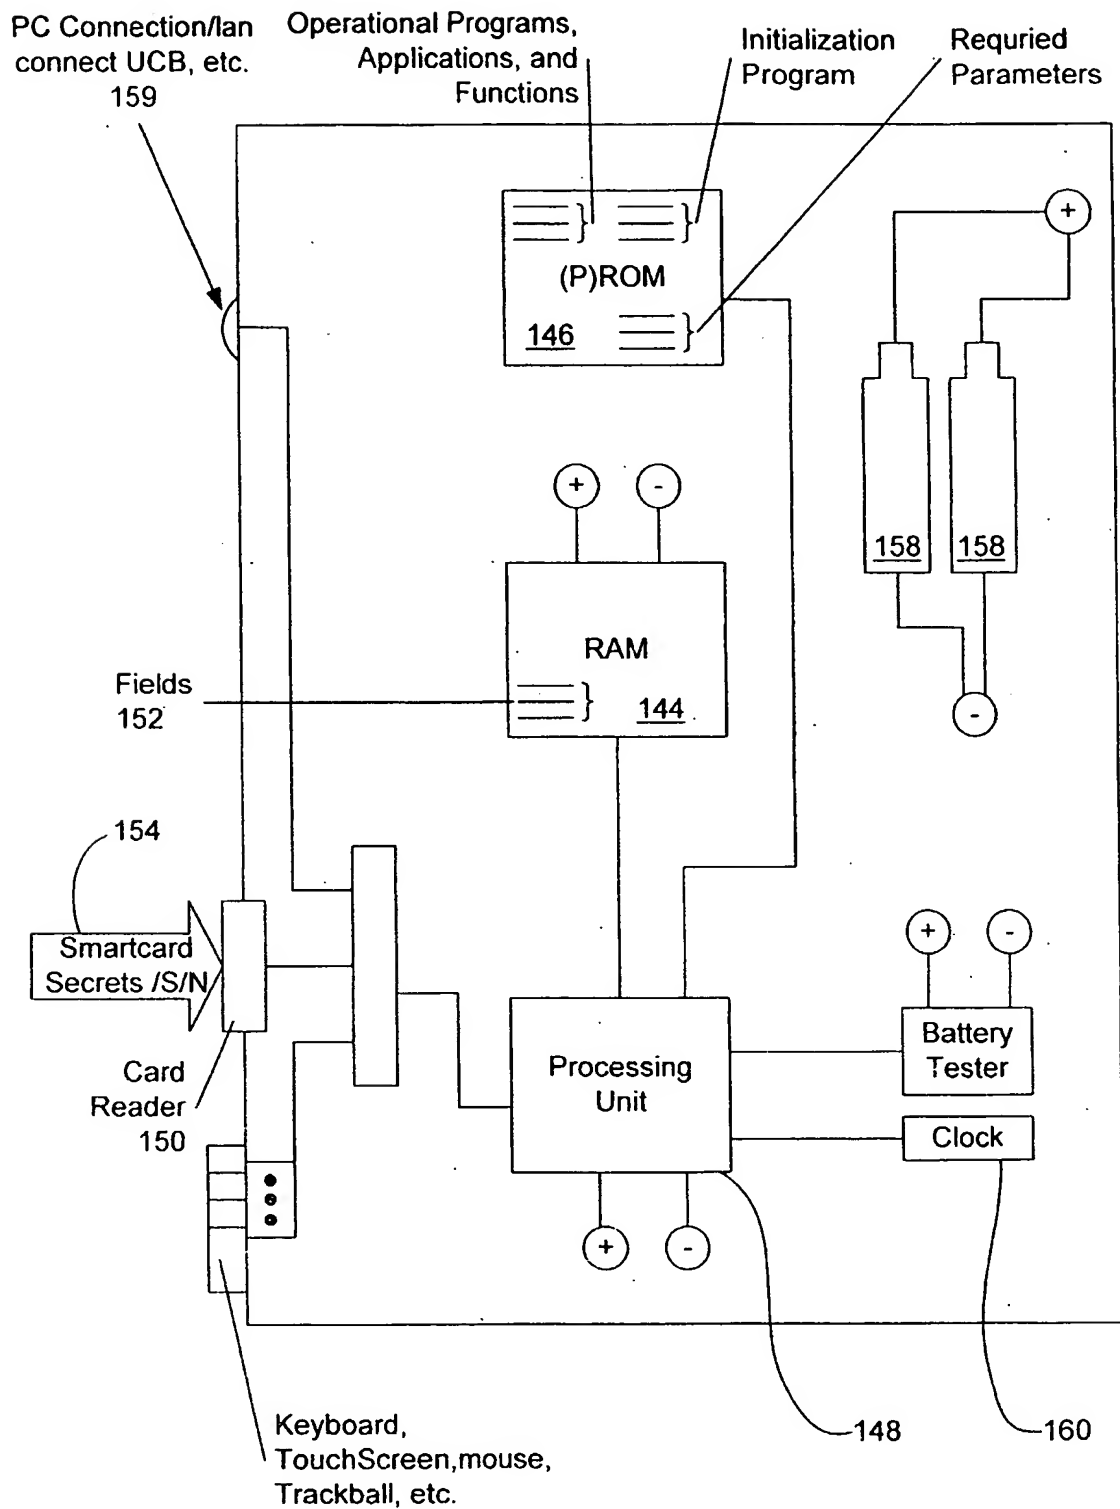 PC Connection/lan
connect UCB, etc.
159
Operational Programs,
Applications, and
Functions
Initialization
Program
Requried
Parameters
(P)ROM
146
+
+
-
158
158
RAM
144
-
Fields
152
154
Smartcard
Secrets /S/N
Card
Reader
150
+
-
Battery
Tester
Processing
Unit
Clock
+
-
Keyboard,
TouchScreen,mouse,
Trackball, etc.
148
160